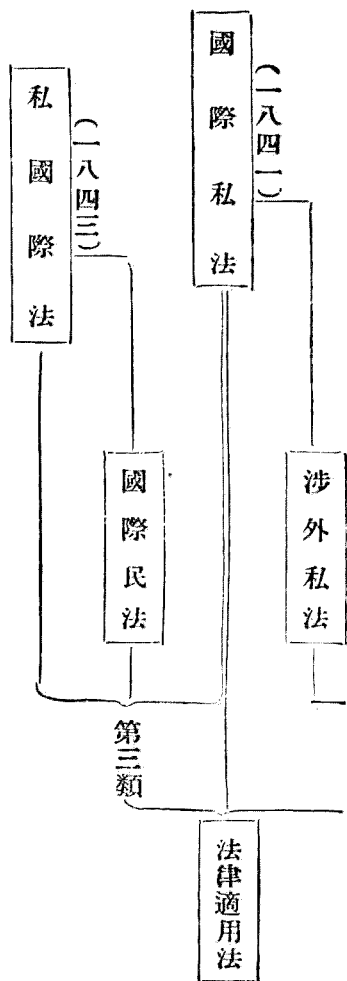 國際私法
（一八四一）
涉外私法
私國際法
（一八四三）
國際民法
第三類
法律適用法